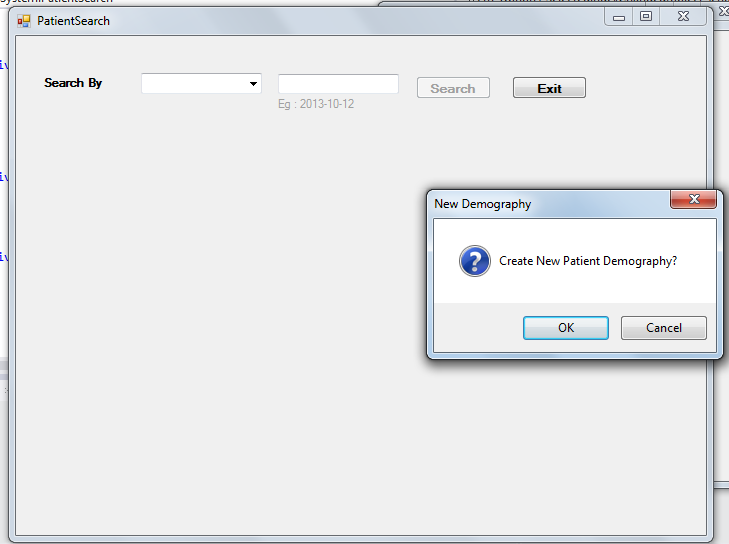 PatientSearch
Search By
Search
Exit
Eg : 2013-10-12
New Demography
Create New Patient Demography?
OK
Cancel